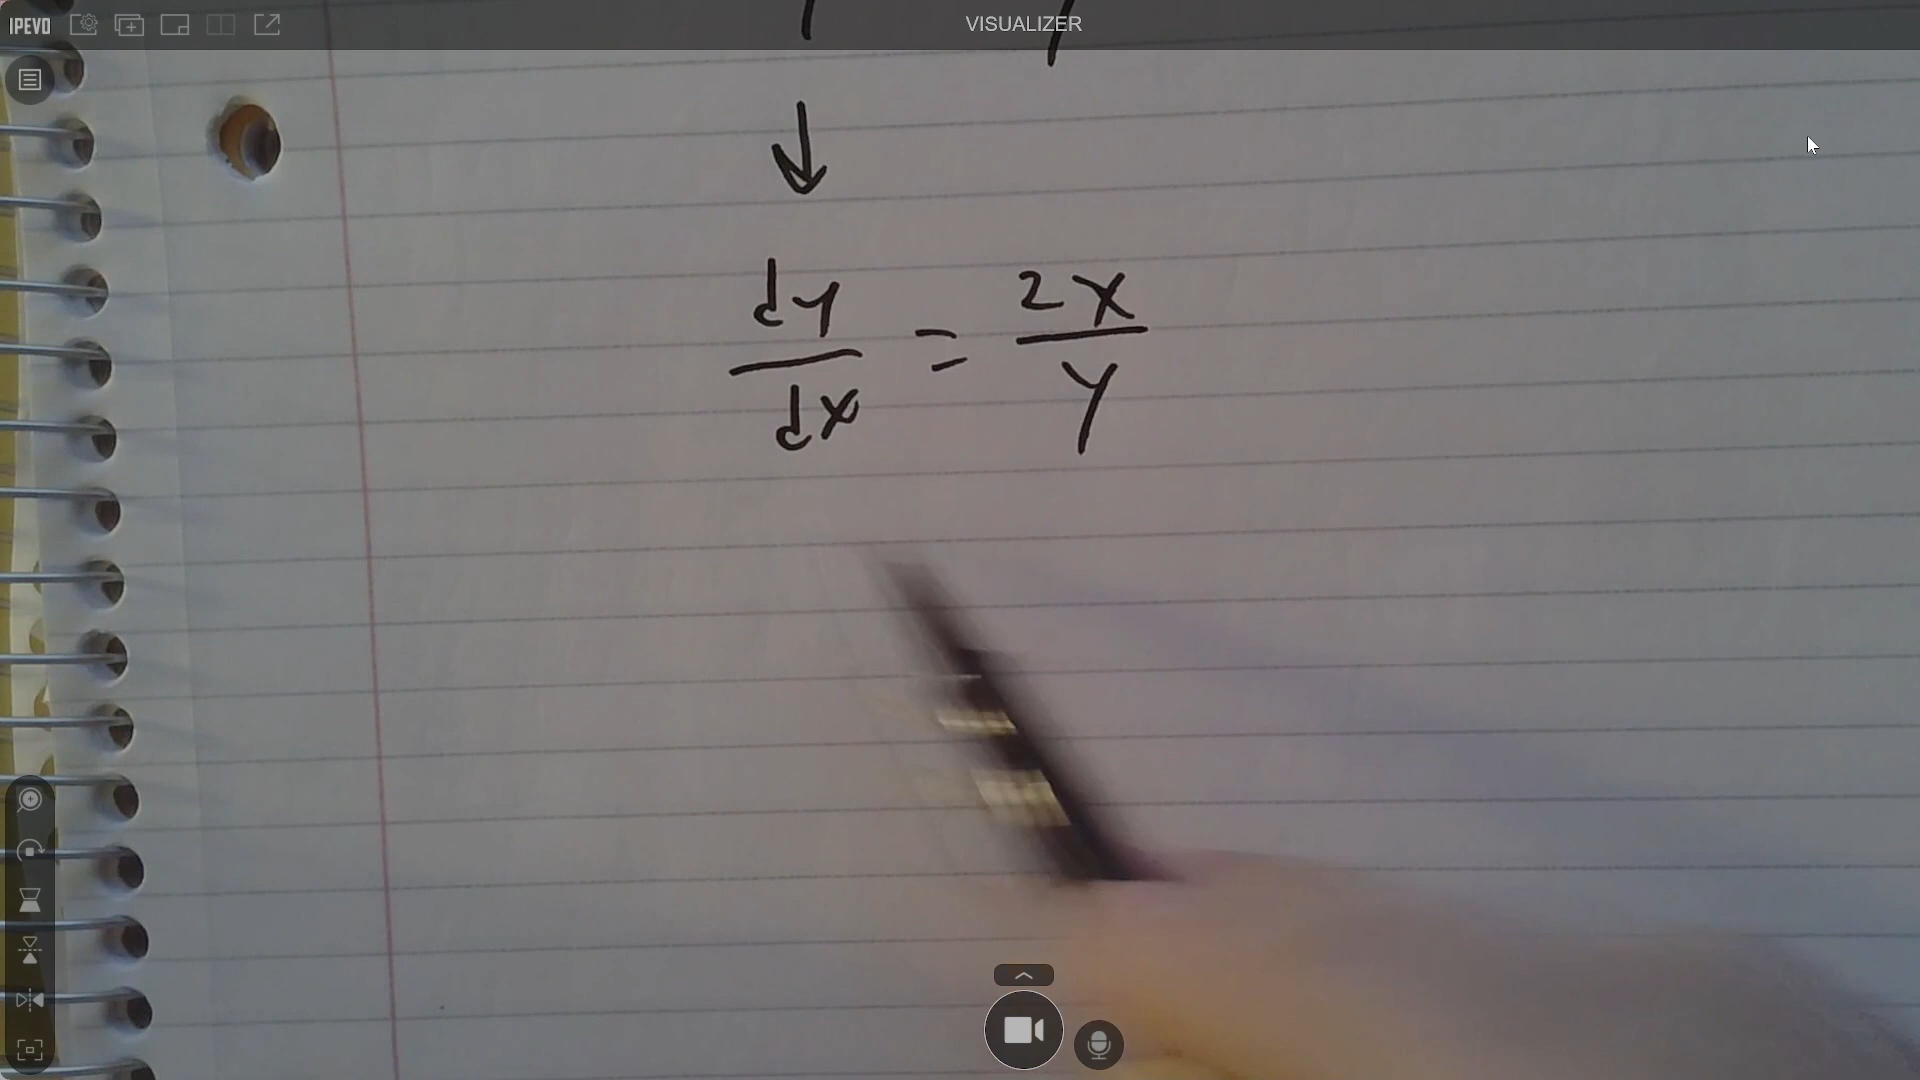 IPEVO VISUALIZER
↓
dy/dx = 2x/y